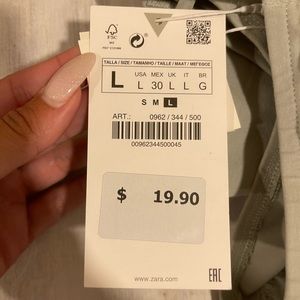 FSC
TALLA / SIZE / TAMANHO / TAILLE / MAAT / ΜΕΓΕΘΟΣ
L
USA MEX UK IT BR
L 30 L L G
S M L
ART.: 0962 / 344 / 500
00962344500045
$ 19.90
www.zara.com
EAC